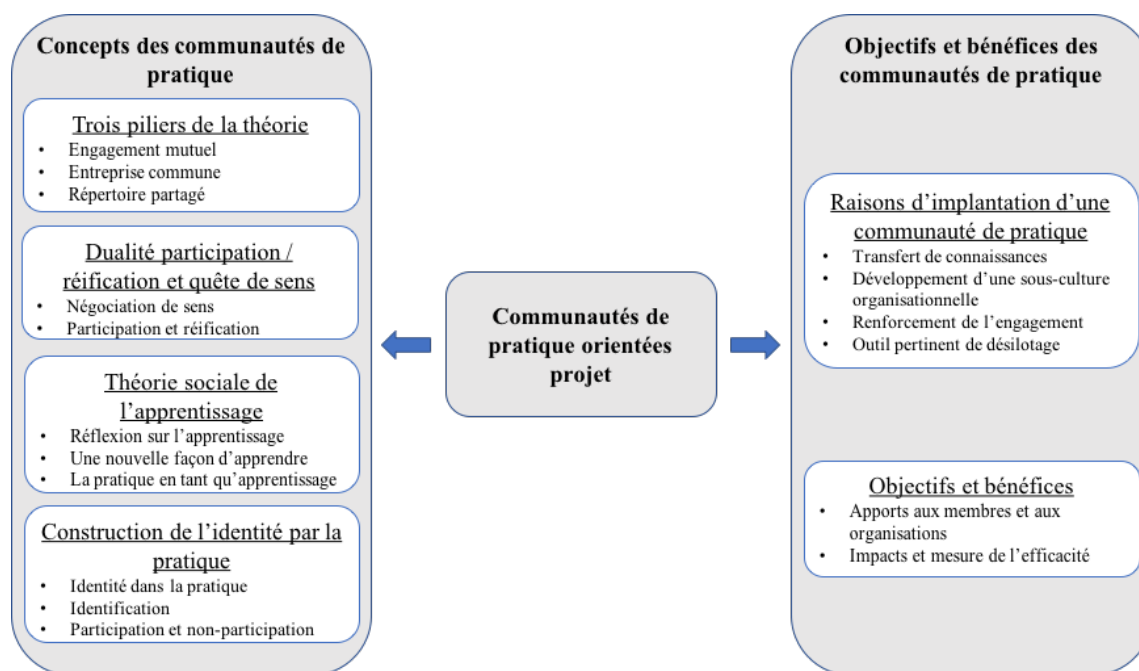 Concepts des communautés de
pratique
Trois piliers de la théorie
• Engagement mutuel
• Entreprise commune
• Répertoire partagé
Dualité participation /
réification et quête de sens
• Négociation de sens
• Participation et réification
Théorie sociale de
l’apprentissage
• Réflexion sur l’apprentissage
• Une nouvelle façon d’apprendre
• La pratique en tant qu’apprentissage
Construction de l’identité par la
pratique
• Identité dans la pratique
• Identification
• Participation et non-participation
Communautés de
pratique orientées
projet
Objectifs et bénéfices des
communautés de pratique
Raisons d’implantation d’une
communauté de pratique
• Transfert de connaissances
• Développement d’une sous-culture
organisationnelle
• Renforcement de l’engagement
• Outil pertinent de désilotage
Objectifs et bénéfices
• Apports aux membres et aux
organisations
• Impacts et mesure de l’efficacité